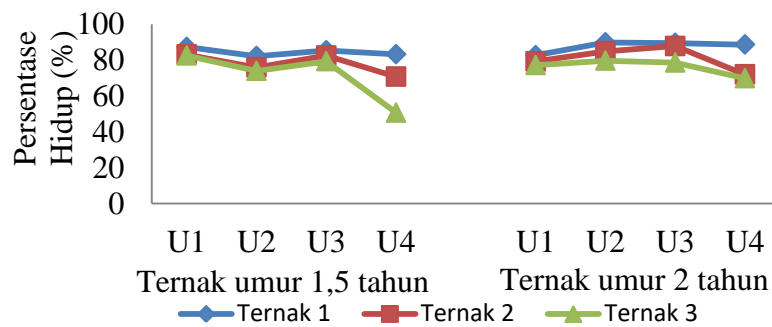 Persentase
Hidup (%)
100
80
60
40
20
0
U1 U2 U3 U4 U1 U2 U3 U4
Ternak umur 1,5 tahun Ternak umur 2 tahun
Ternak 1 Ternak 2 Ternak 3